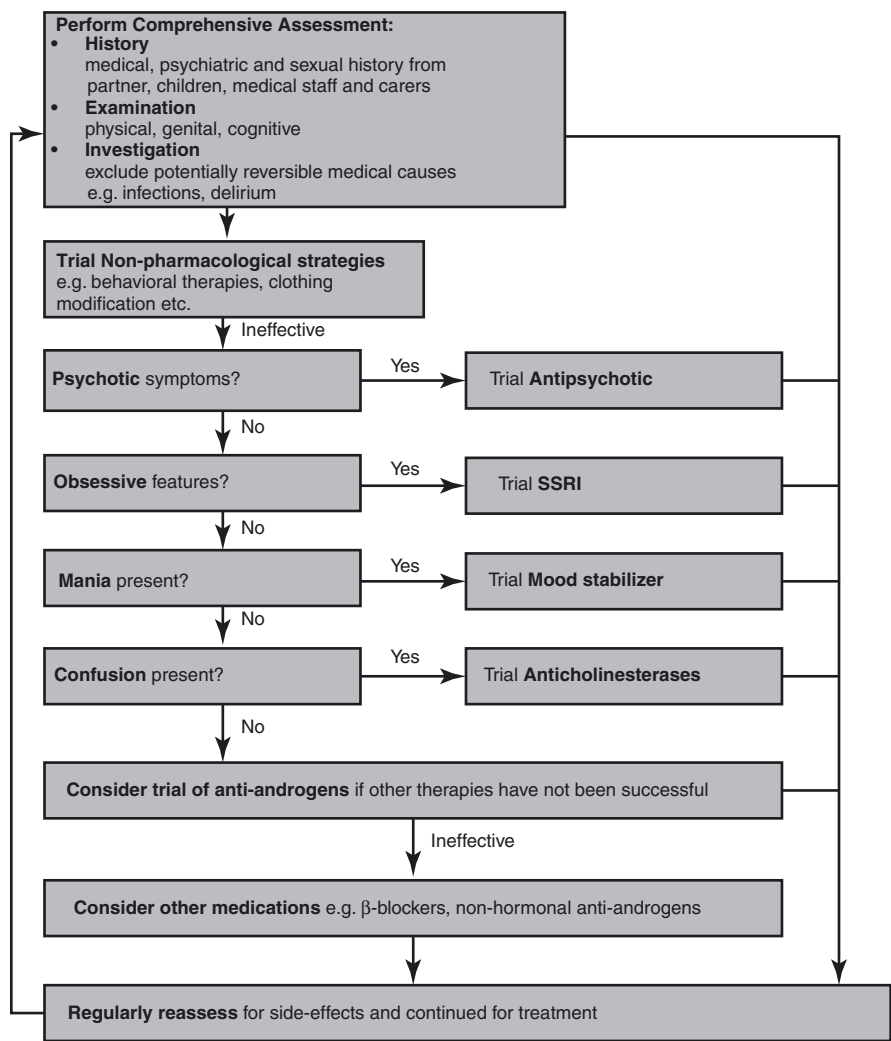 Perform Comprehensive Assessment:
• History
medical, psychiatric and sexual history from
partner, children, medical staff and carers
• Examination
physical, genital, cognitive
• Investigation
exclude potentially reversible medical causes
e.g. infections, delirium
Trial Non-pharmacological strategies
e.g. behavioral therapies, clothing
modification etc.
Ineffective
Psychotic symptoms?
Yes
Trial Antipsychotic
No
Obsessive features?
Yes
Trial SSRI
No
Mania present?
Yes
Trial Mood stabilizer
No
Confusion present?
Yes
Trial Anticholinesterases
No
Consider trial of anti-androgens if other therapies have not been successful
Ineffective
Consider other medications e.g. β-blockers, non-hormonal anti-androgens
Regularly reassess for side-effects and continued for treatment